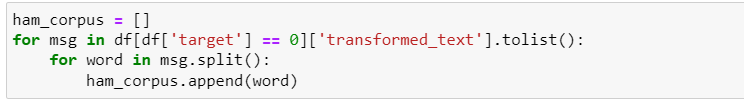 ham_corpus = []
for msg in df[df['target'] == 0]['transformed_text'].tolist():
    for word in msg.split():
        ham_corpus.append(word)